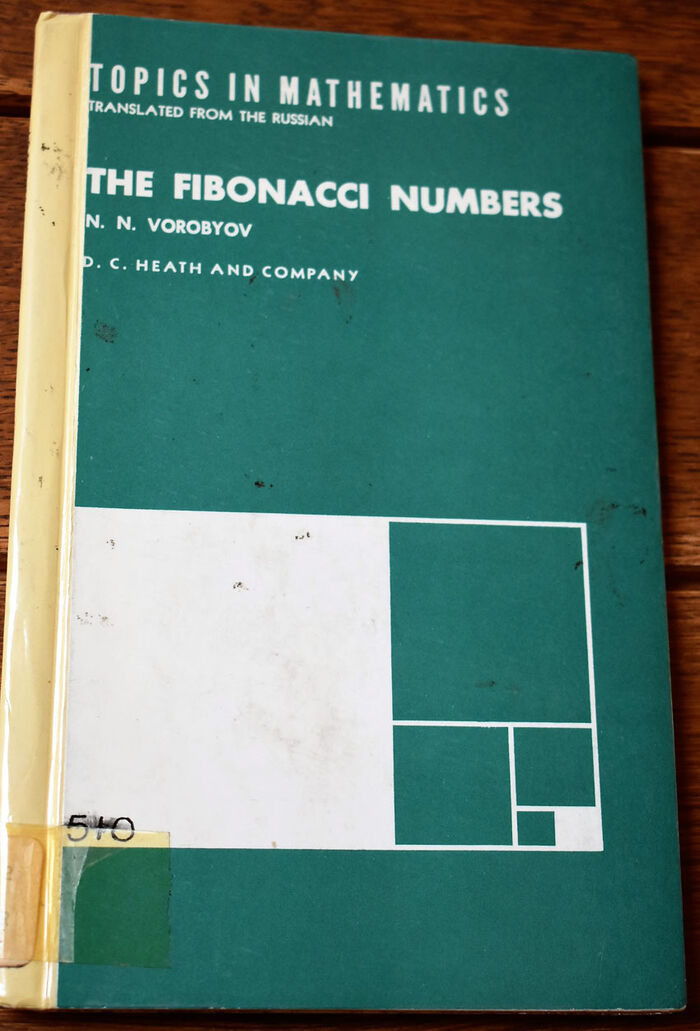 TOPICS IN MATHEMATICS
TRANSLATED FROM THE RUSSIAN
THE FIBONACCI NUMBERS
N. N. VOROBYOV
D. C. HEATH AND COMPANY
510